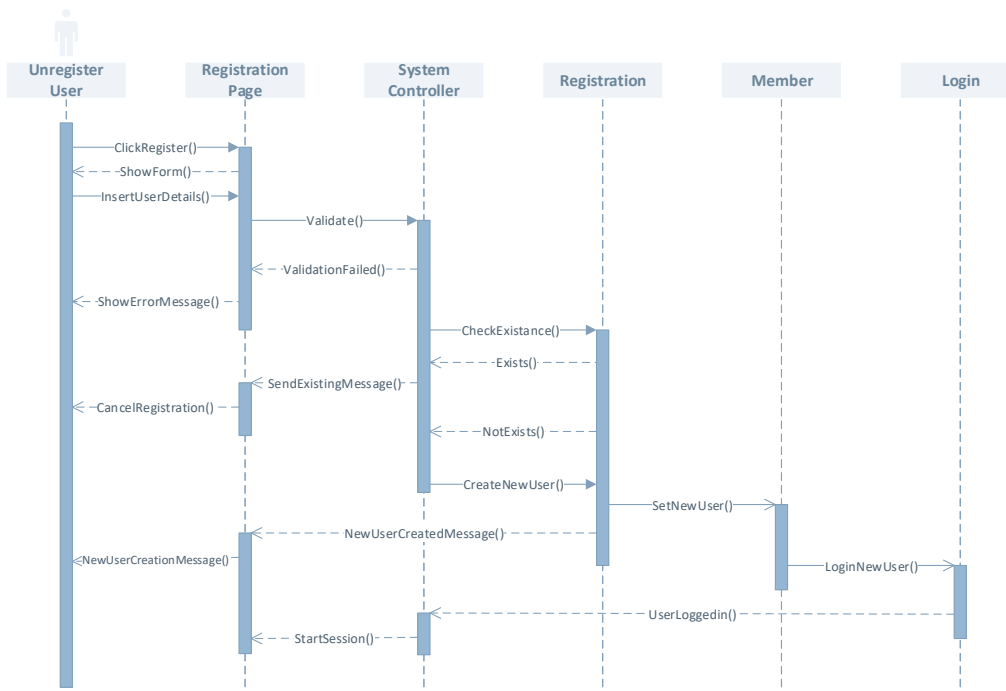 Unregister
User
Registration
Page
System
Controller
Registration
Member
Login
ClickRegister()
ShowForm()
InsertUserDetails()
Validate()
ValidationFailed()
ShowErrorMessage()
CheckExistance()
Exists()
SendExistingMessage()
CancelRegistration()
NotExists()
CreateNewUser()
SetNewUser()
NewUserCreatedMessage()
NewUserCreationMessage()
LoginNewUser()
UserLoggedin()
StartSession()